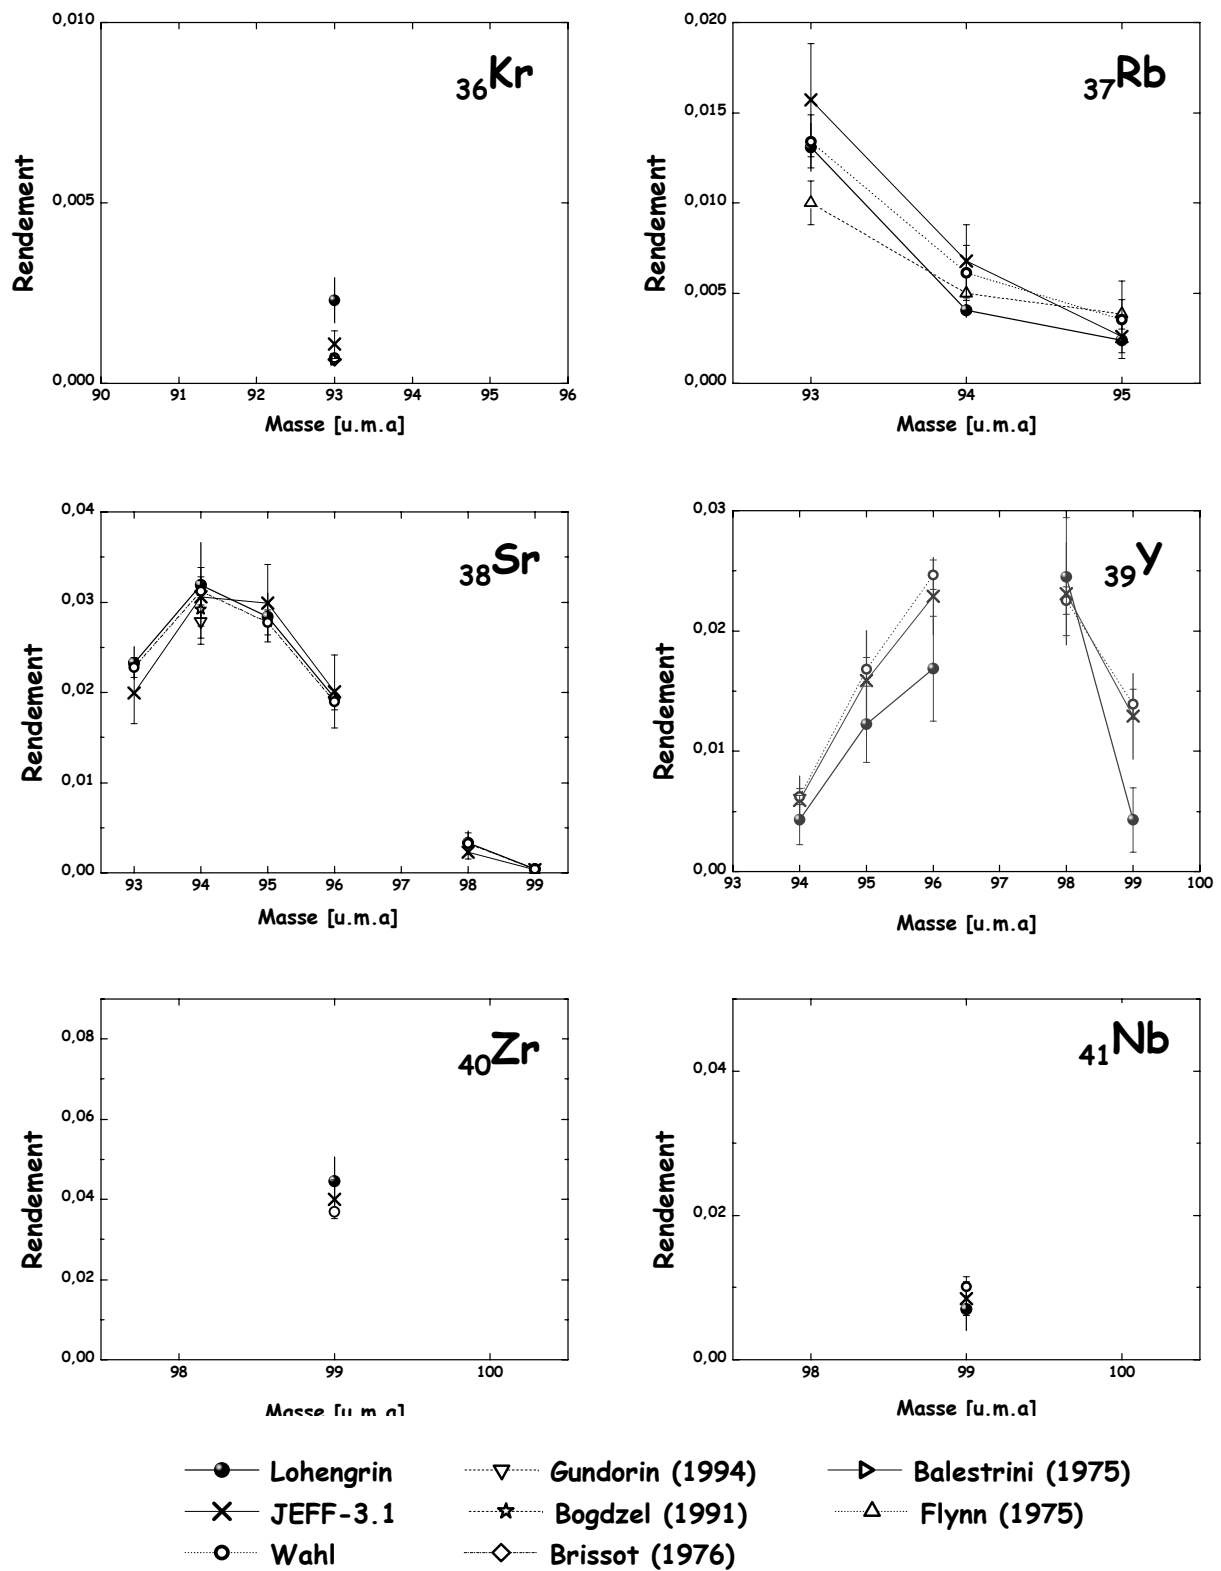 36Kr
Rendement
0,010
0,005
0,000
90 91 92 93 94 95 96
Masse [u.m.a]
37Rb
Rendement
0,020
0,015
0,010
0,005
0,000
93 94 95
Masse [u.m.a]
38Sr
Rendement
0,04
0,03
0,02
0,01
0,00
93 94 95 96 97 98 99
Masse [u.m.a]
39Y
Rendement
0,03
0,02
0,01
0,00
93 94 95 96 97 98 99 100
Masse [u.m.a]
40Zr
Rendement
0,08
0,06
0,04
0,02
0,00
98 99 100
Masse [u.m.a]
41Nb
Rendement
0,04
0,02
0,00
98 99 100
Masse [u.m.a]
Lohengrin Gundorin (1994) Balestrini (1975)
JEFF-3.1 Bogdzel (1991) Flynn (1975)
Wahl Brissot (1976)